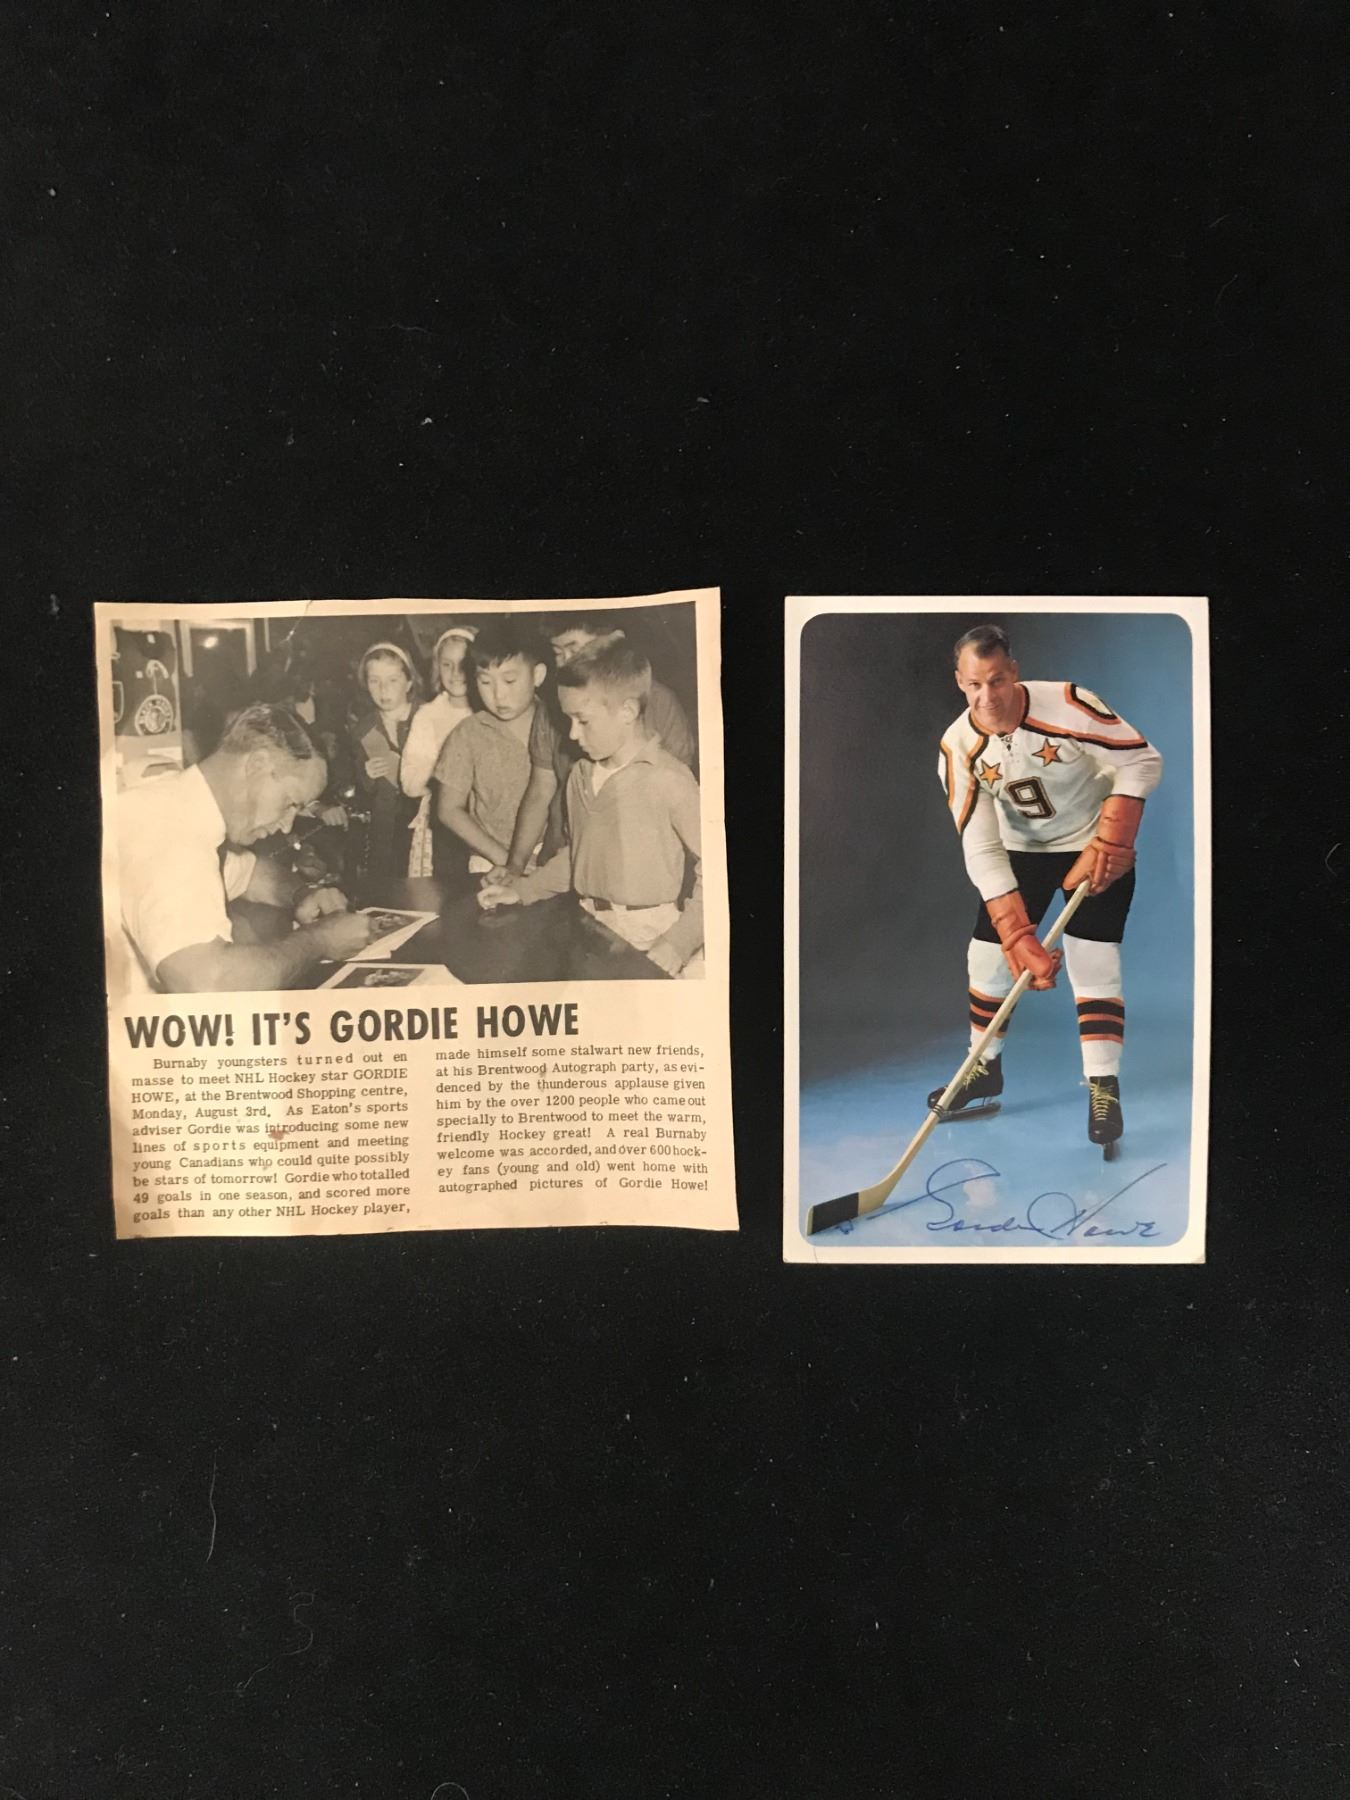 WOW! IT'S GORDIE HOWE
Burnaby youngsters turned out en
masse to meet NHL Hockey star GORDIE
HOWE, at the Brentwood Shopping centre,
Monday, August 3rd. As Eaton's sports
adviser Gordie was introducing some new
lines of sports equipment and meeting
young Canadians who could quite possibly
be stars of tomorrow! Gordie who totalled
49 goals in one season, and scored more
goals than any other NHL Hockey player,
made himself some stalwart new friends,
at his Brentwood Autograph party, as evi-
denced by the thunderous applause given
him by the over 1200 people who came out
specially to Brentwood to meet the warm,
friendly Hockey great! A real Burnaby
welcome was accorded, and over 600 hock-
ey fans (young and old) went home with
autographed pictures of Gordie Howe!
9
Gordie Howe